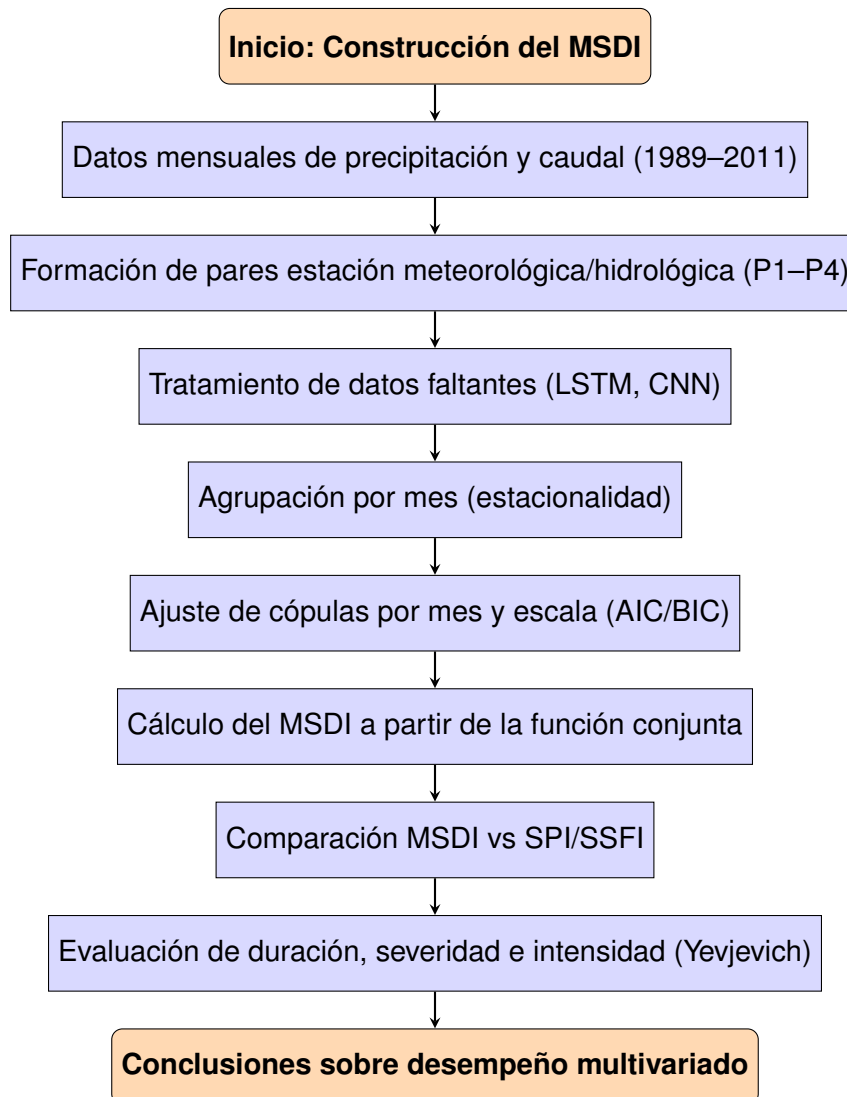 Inicio: Construcción del MSDI
Datos mensuales de precipitación y caudal (1989–2011)
Formación de pares estación meteorológica/hidrológica (P1–P4)
Tratamiento de datos faltantes (LSTM, CNN)
Agrupación por mes (estacionalidad)
Ajuste de cópulas por mes y escala (AIC/BIC)
Cálculo del MSDI a partir de la función conjunta
Comparación MSDI vs SPI/SSFI
Evaluación de duración, severidad e intensidad (Yevjevich)
Conclusiones sobre desempeño multivariado